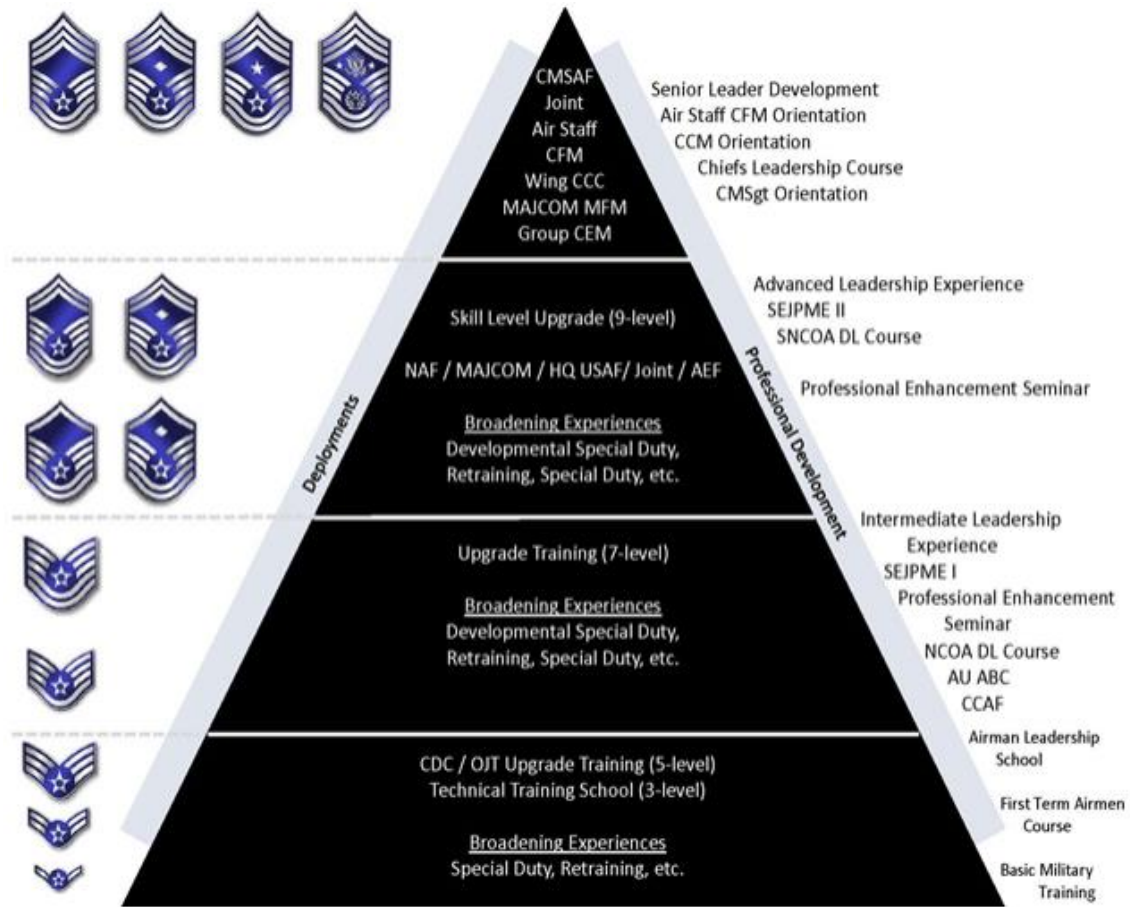 CMSAF
Joint
Air Staff
CFM
Wing CCC
MAJCOM MFM
Group CEM
Senior Leader Development
Air Staff CFM Orientation
CCM Orientation
Chiefs Leadership Course
CMSgt Orientation
Skill Level Upgrade (9-level)
NAF / MAJCOM / HQ USAF/ Joint / AEF
Broadening Experiences
Developmental Special Duty,
Retraining, Special Duty, etc.
Advanced Leadership Experience
SEJPME II
SNCOA DL Course
Professional Enhancement Seminar
Deployments
Professional Development
Upgrade Training (7-level)
Broadening Experiences
Developmental Special Duty,
Retraining, Special Duty, etc.
Intermediate Leadership
Experience
SEJPME I
Professional Enhancement
Seminar
NCOA DL Course
AU ABC
CCAF
CDC / OJT Upgrade Training (5-level)
Technical Training School (3-level)
Broadening Experiences
Special Duty, Retraining, etc.
Airman Leadership
School
First Term Airmen
Course
Basic Military
Training